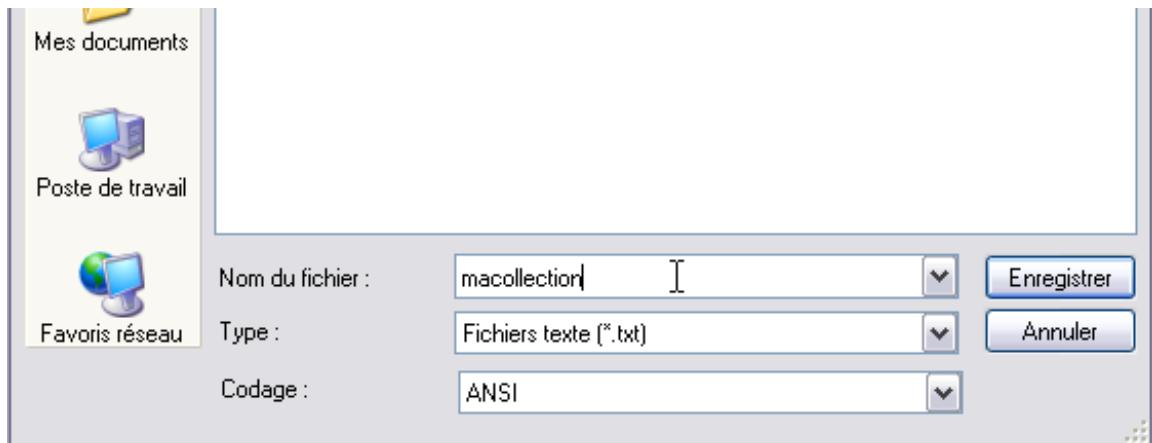 Mes documents
Poste de travail
Favoris réseau
Nom du fichier :
macollection
Enregistrer
Type :
Fichiers texte (*.txt)
Annuler
Codage :
ANSI